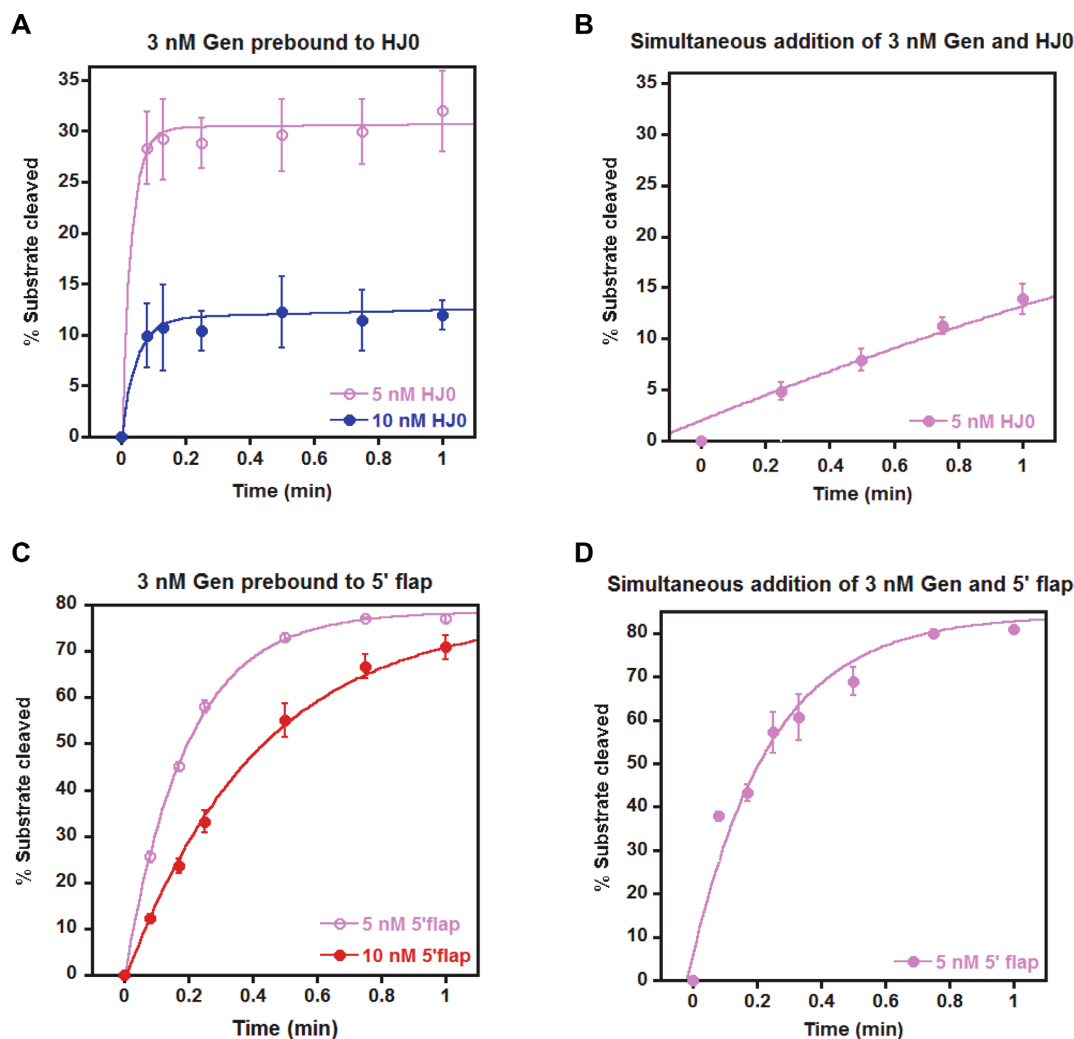 A
3 nM Gen prebound to HJ0
% Substrate cleaved
35
30
25
20
15
10
5
0
5 nM HJ0
10 nM HJ0
0
0.2
0.4
0.6
0.8
1
Time (min)
B
Simultaneous addition of 3 nM Gen and HJ0
% Substrate cleaved
35
30
25
20
15
10
5
0
5 nM HJ0
0
0.2
0.4
0.6
0.8
1
Time (min)
C
3 nM Gen prebound to 5' flap
% Substrate cleaved
80
70
60
50
40
30
20
10
0
5 nM 5'flap
10 nM 5'flap
0
0.2
0.4
0.6
0.8
1
Time (min)
D
Simultaneous addition of 3 nM Gen and 5' flap
% Substrate cleaved
80
70
60
50
40
30
20
10
0
5 nM 5' flap
0
0.2
0.4
0.6
0.8
1
Time (min)